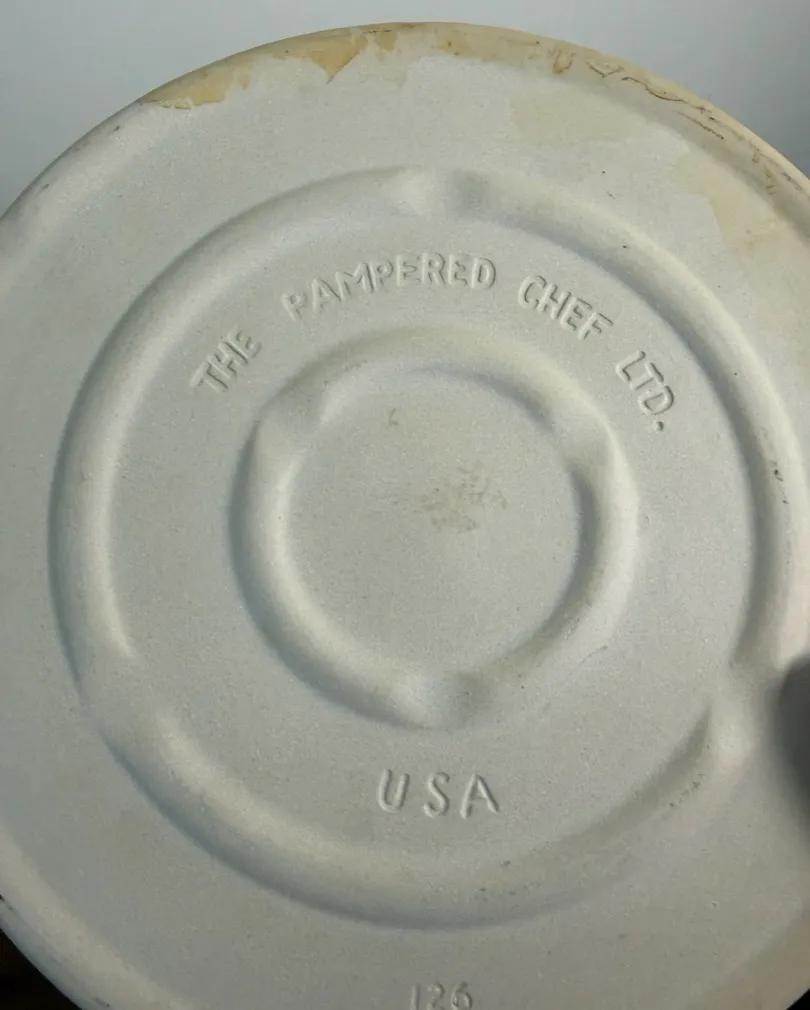 THE PAMPERED CHEF LTD.
USA
126